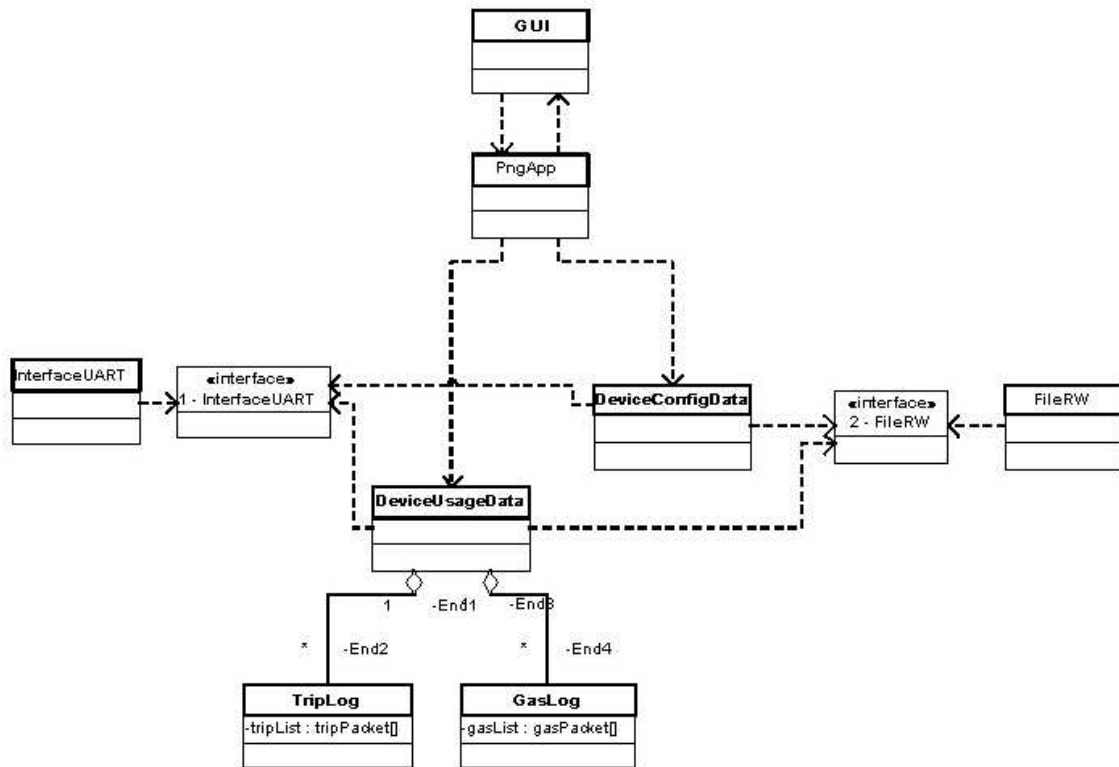 GUI
PngApp
InterfaceUART
«interface»
1 - InterfaceUART
DeviceConfigData
«interface»
2 - FileRW
FileRW
DeviceUsageData
1
-End1
-End3
*
-End2
*
-End4
TripLog
-tripList : tripPacket[]
GasLog
-gasList : gasPacket[]